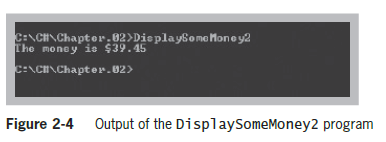 C:\C#\Chapter.02>DisplaySomeMoney2
The money is $39.45
C:\C#\Chapter.02>
Figure 2-4 Output of the DisplaySomeMoney2 program